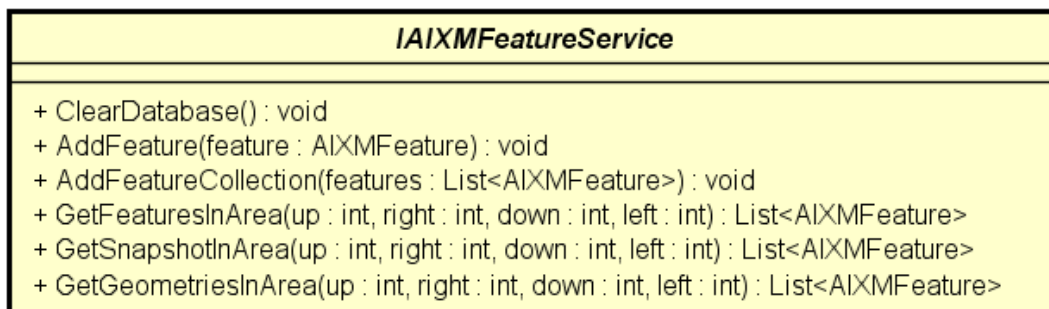 IAIXMFeatureService
+ ClearDatabase() : void
+ AddFeature(feature : AIXMFeature) : void
+ AddFeatureCollection(features : List<AIXMFeature>) : void
+ GetFeaturesInArea(up : int, right : int, down : int, left : int) : List<AIXMFeature>
+ GetSnapshotInArea(up : int, right : int, down : int, left : int) : List<AIXMFeature>
+ GetGeometriesInArea(up : int, right : int, down : int, left : int) : List<AIXMFeature>